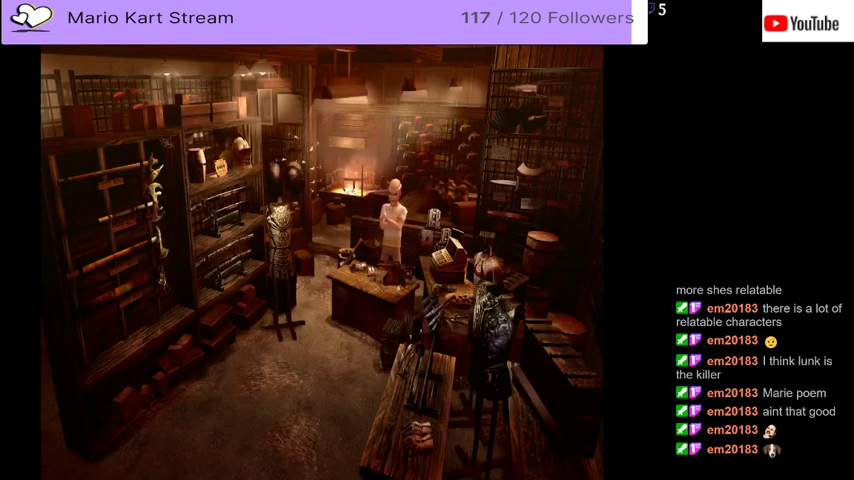 Mario Kart Stream
117 / 120 Followers
5
YouTube
more shes relatable
em20183 there is a lot of
relatable characters
em20183
em20183 I think lunk is
the killer
em20183 Marie poem
em20183 aint that good
em20183
em20183